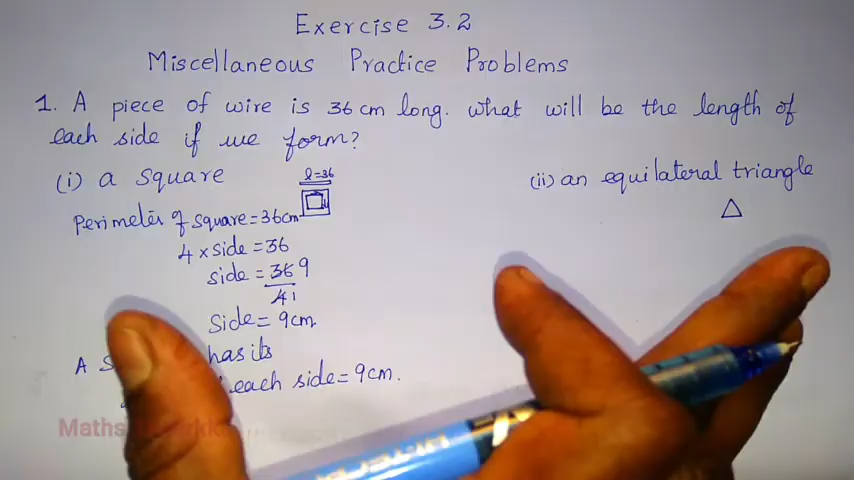 Exercise 3.2
Miscellaneous Practice Problems
1. A piece of wire is 36 cm long. what will be the length of
each side if we form?
(i) a square
l=36
(ii) an equilateral triangle
Perimeter of square = 36cm
4 × side = 36
side = 36 9
4 1
Side = 9cm
A has its
each side = 9cm.
Maths